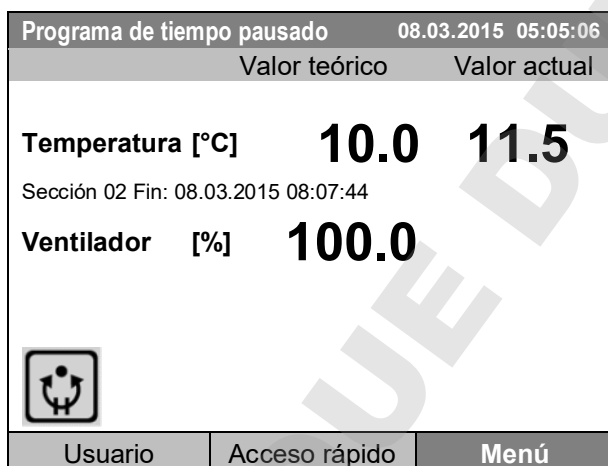 Programa de tiempo pausado 08.03.2015 05:05:06
Valor teórico Valor actual
Temperatura [°C] 10.0 11.5
Sección 02 Fin: 08.03.2015 08:07:44
Ventilador [%] 100.0
Usuario Acceso rápido Menú